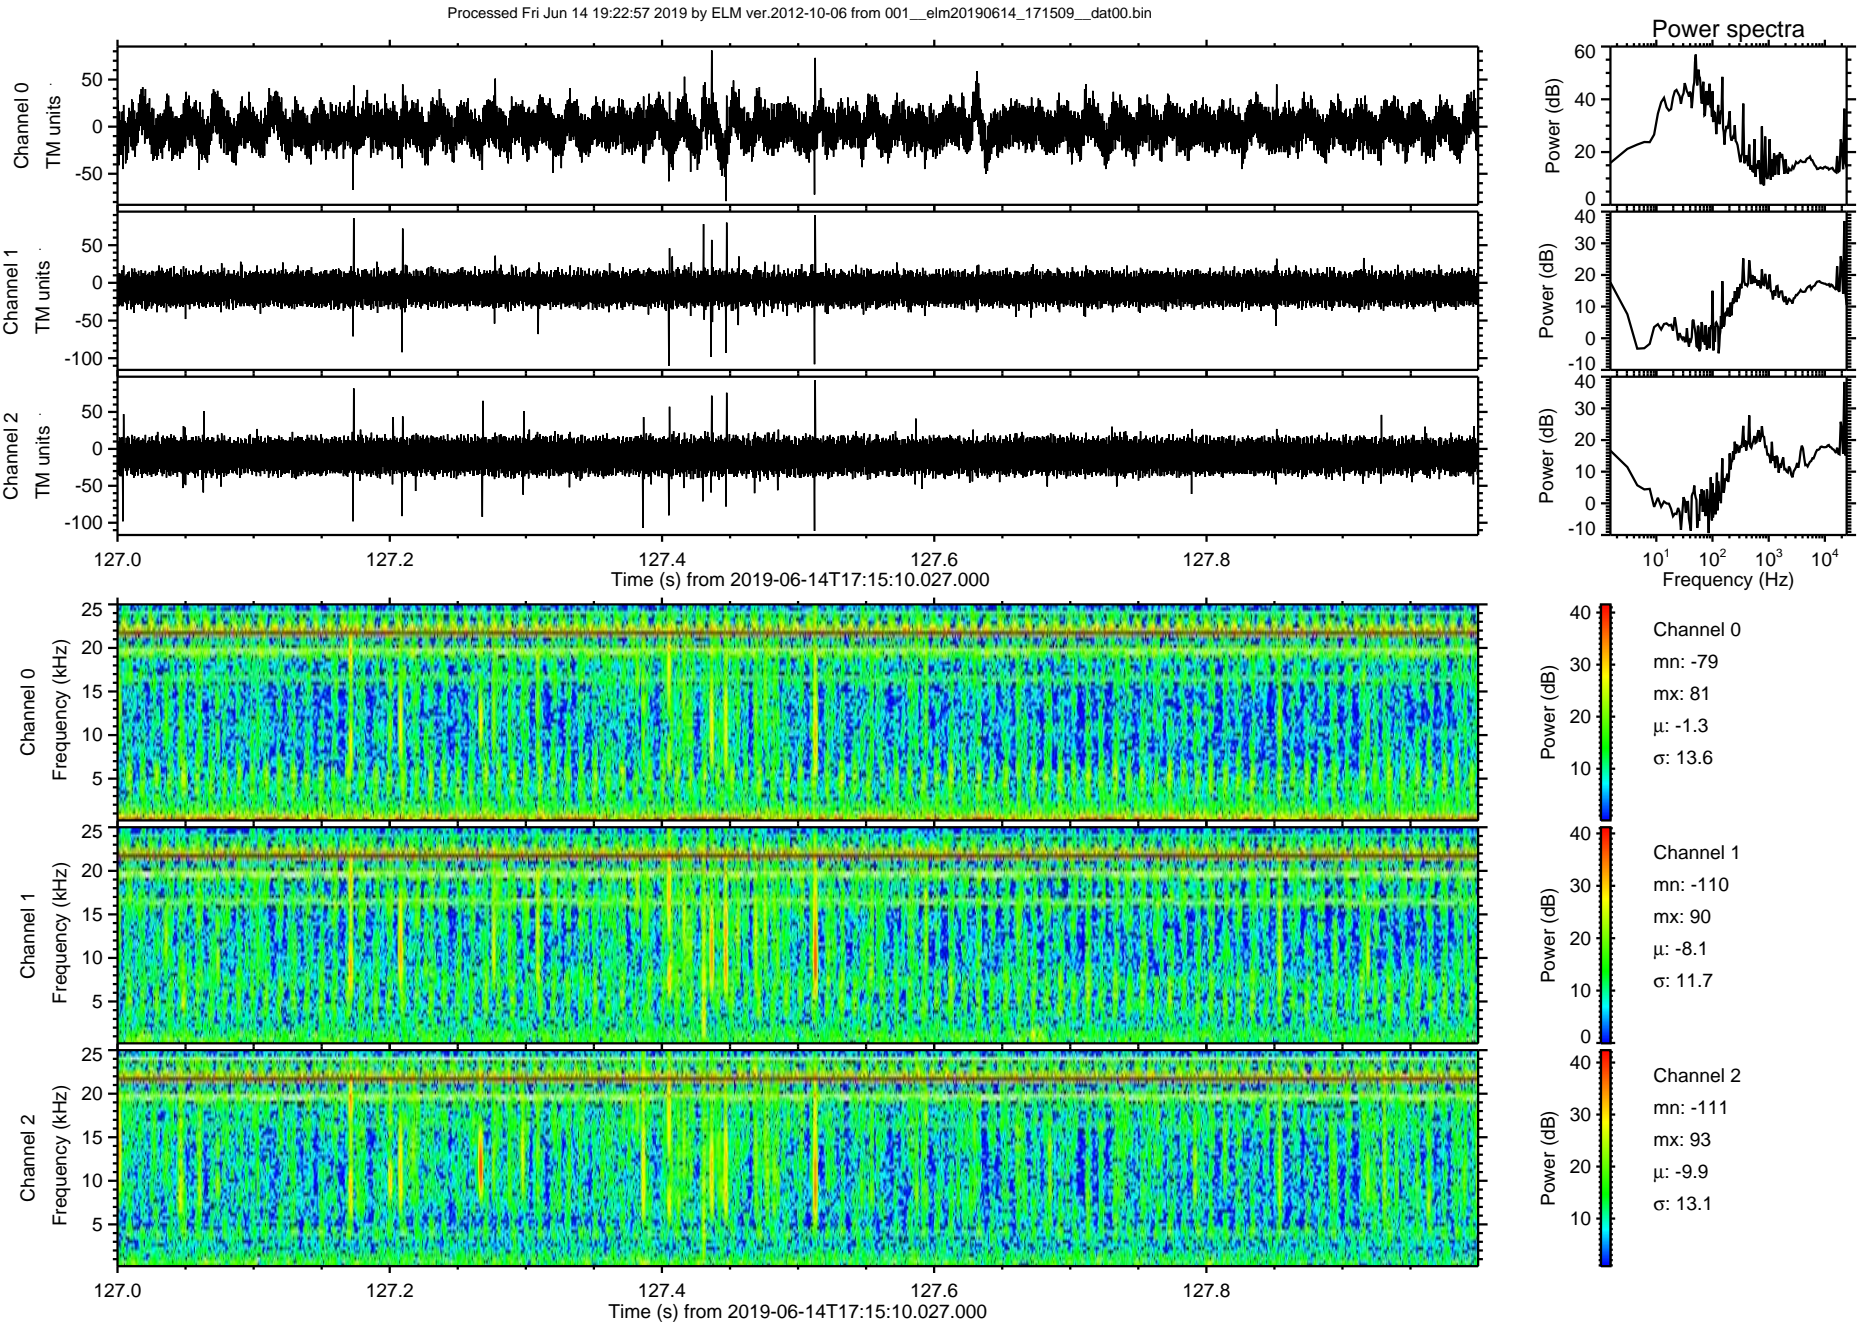 Processed Fri Jun 14 19:22:57 2019 by ELM ver.2012-10-06 from 001__elm20190614_171509__dat00.bin
Power spectra
Channel 0
TM units
50
0
-50
Power (dB)
60
40
20
0
Channel 1
TM units
50
0
-50
-100
Power (dB)
40
30
20
10
0
-10
Channel 2
TM units
50
0
-50
-100
Power (dB)
40
30
20
10
0
-10
127.0 127.2 127.4 127.6 127.8
Time (s) from 2019-06-14T17:15:10.027.000
10^1 10^2 10^3 10^4
Frequency (Hz)
Channel 0
Frequency (kHz)
25
20
15
10
5
Power (dB)
40
30
20
10
Channel 0
mn: -79
mx: 81
μ: -1.3
σ: 13.6
Channel 1
Frequency (kHz)
25
20
15
10
5
Power (dB)
40
30
20
10
0
Channel 1
mn: -110
mx: 90
μ: -8.1
σ: 11.7
Channel 2
Frequency (kHz)
25
20
15
10
5
Power (dB)
40
30
20
10
Channel 2
mn: -111
mx: 93
μ: -9.9
σ: 13.1
127.0 127.2 127.4 127.6 127.8
Time (s) from 2019-06-14T17:15:10.027.000